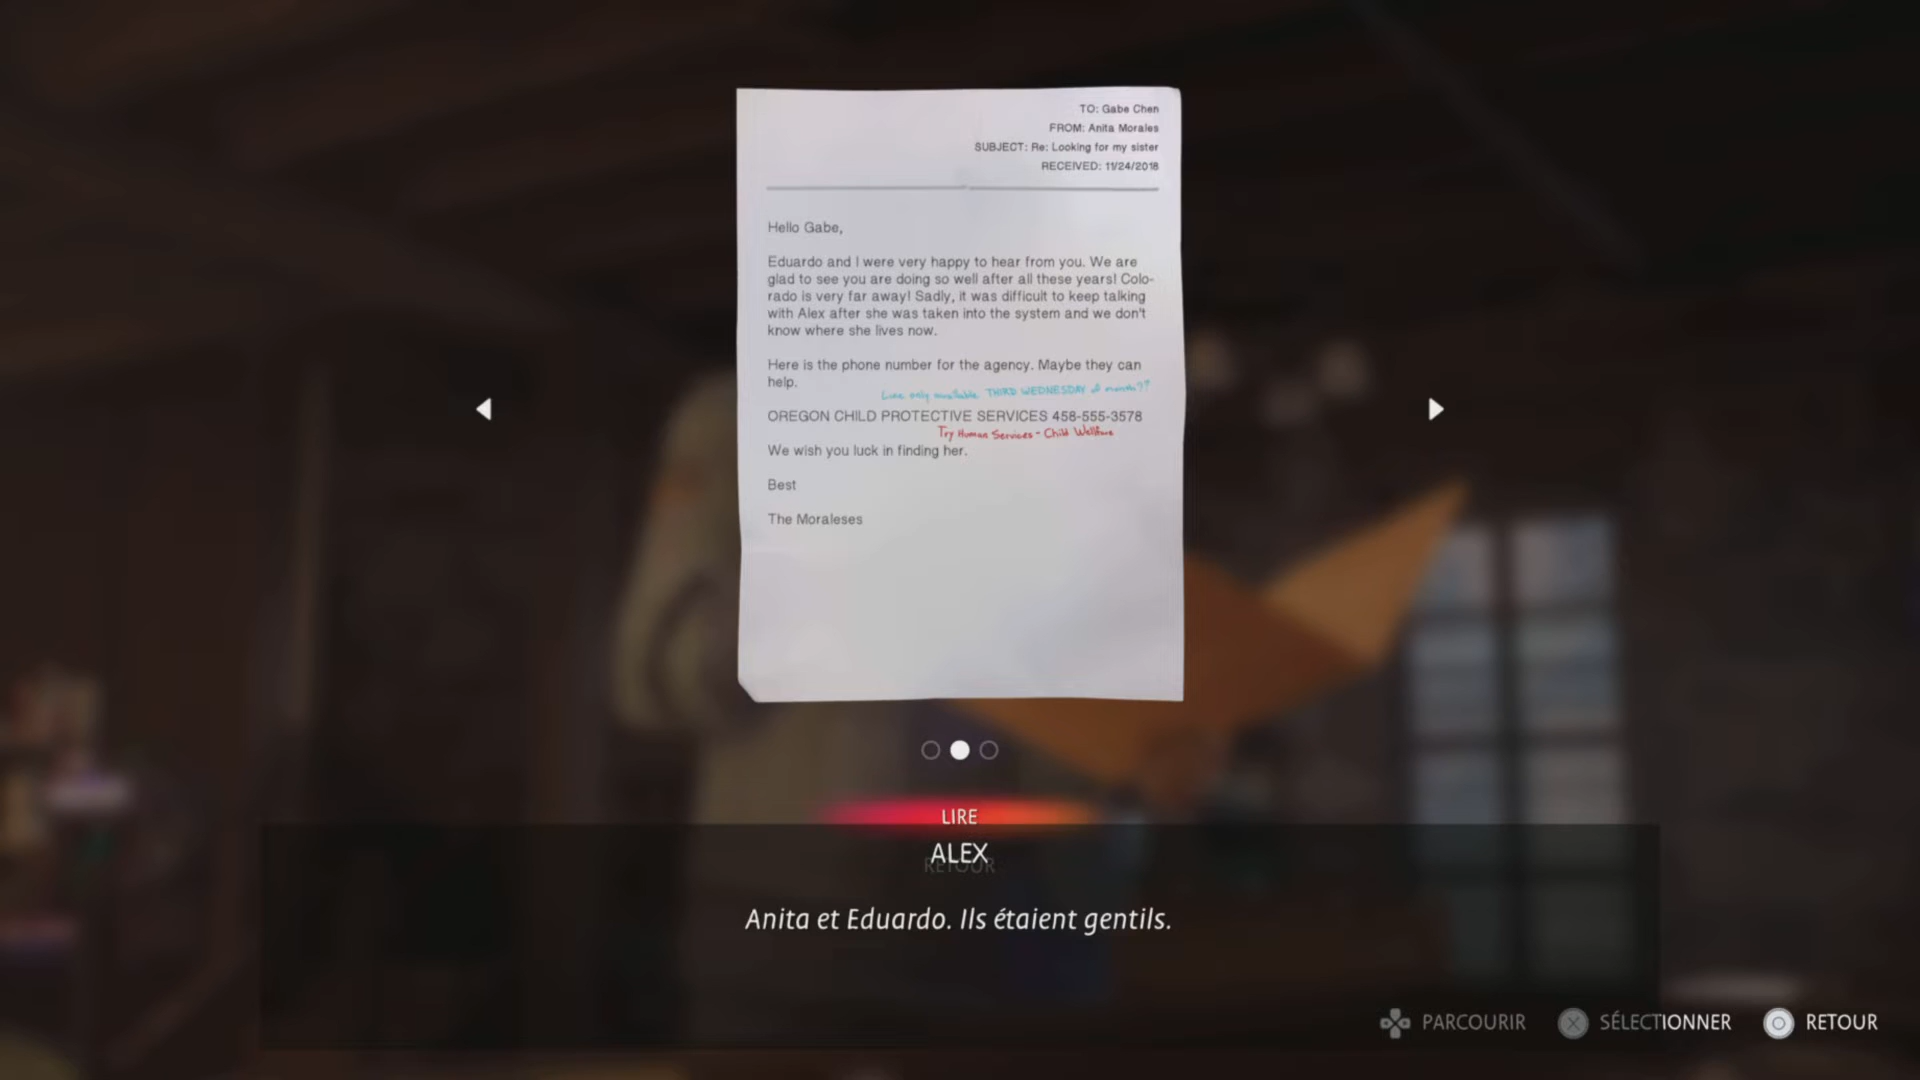 TO: Gabe Chen
FROM: Anita Morales
SUBJECT: Re: Looking for my sister
RECEIVED: 11/24/2018
Hello Gabe,
Eduardo and I were very happy to hear from you. We are
glad to see you are doing so well after all these years! Colo-
rado is very far away! Sadly, it was difficult to keep talking
with Alex after she was taken into the system and we don't
know where she lives now.
Here is the phone number for the agency. Maybe they can
help.
Line only available THIRD WEDNESDAY of month??
OREGON CHILD PROTECTIVE SERVICES 458-555-3578
Try Human Services - Child Welfare
We wish you luck in finding her.
Best
The Moraleses
LIRE
ALEX
RETOUR
Anita et Eduardo. Ils étaient gentils.
PARCOURIR SÉLECTIONNER RETOUR